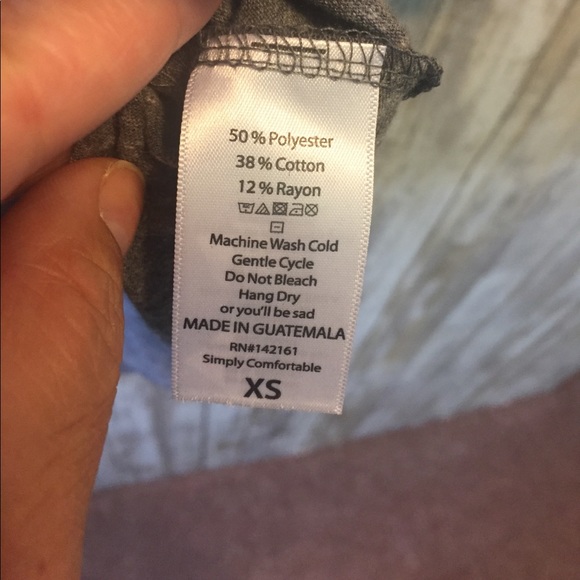 50 % Polyester
38 % Cotton
12 % Rayon
Machine Wash Cold
Gentle Cycle
Do Not Bleach
Hang Dry
or you'll be sad
MADE IN GUATEMALA
RN#142161
Simply Comfortable
XS